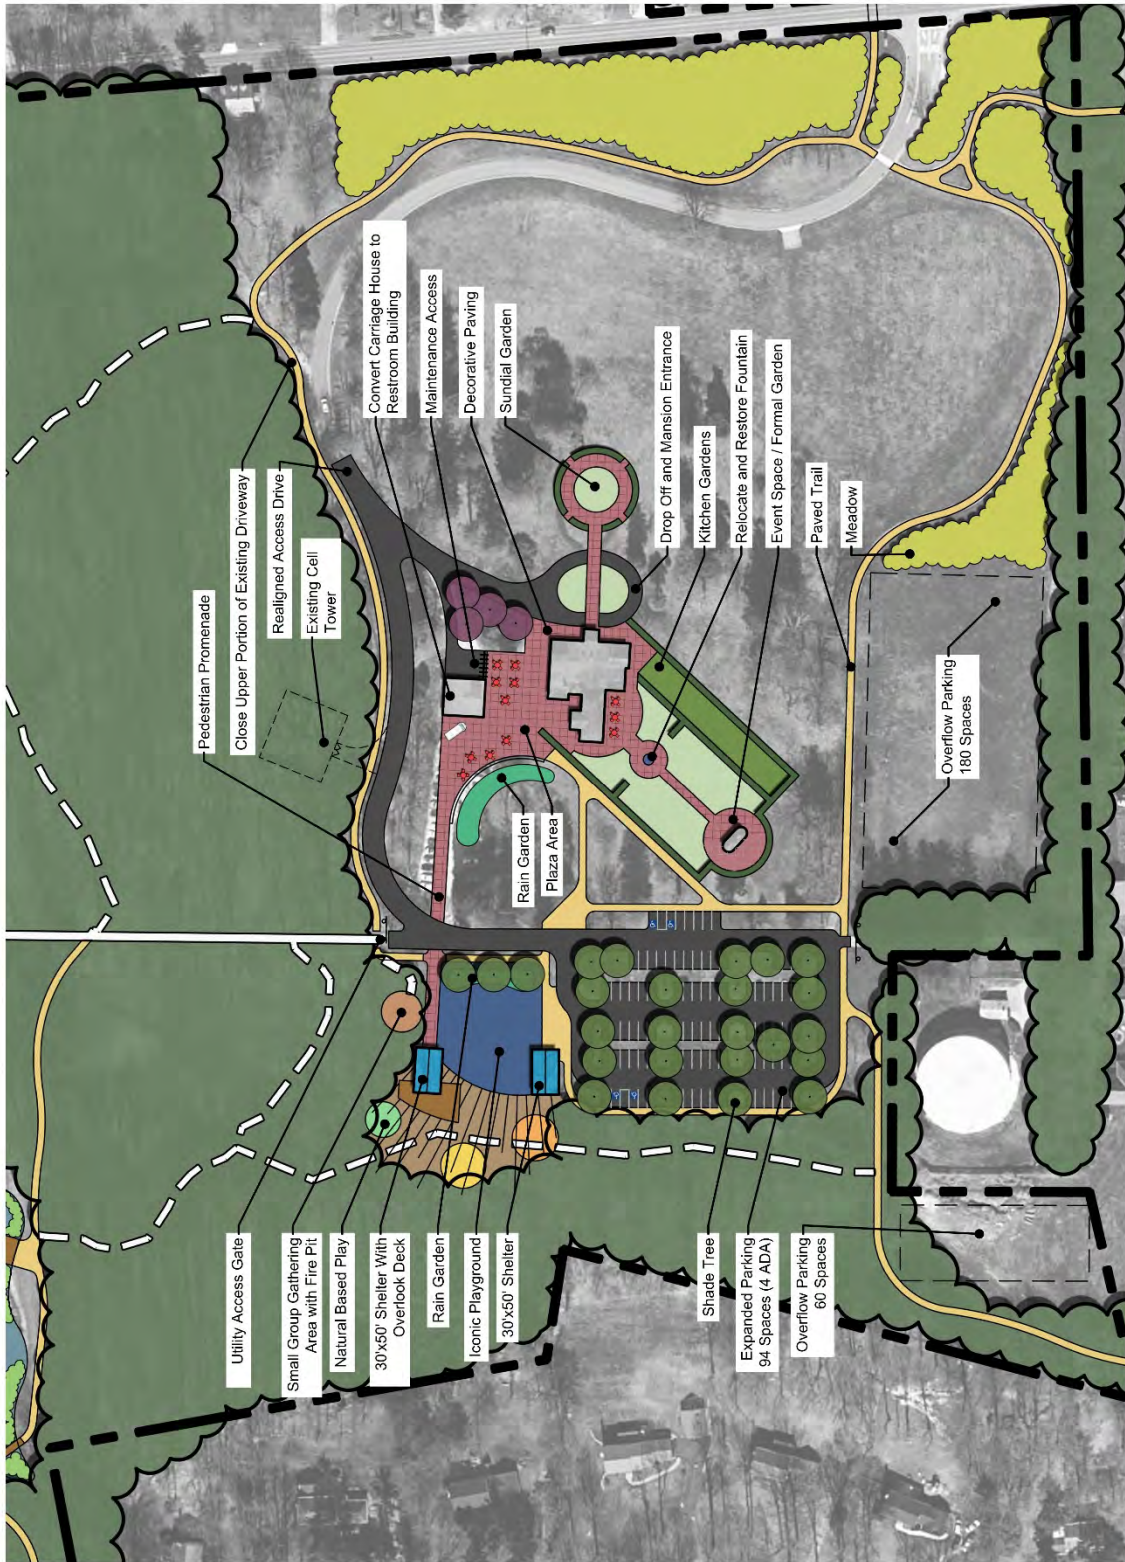 Pedestrian Promenade
Close Upper Portion of Existing Driveway
Realigned Access Drive
Existing Cell
Tower
Convert Carriage House to
Restroom Building
Maintenance Access
Decorative Paving
Sundial Garden
Drop Off and Mansion Entrance
Kitchen Gardens
Relocate and Restore Fountain
Event Space / Formal Garden
Paved Trail
Meadow
Rain Garden
Plaza Area
Overflow Parking
180 Spaces
Utility Access Gate
Small Group Gathering
Area with Fire Pit
Natural Based Play
30'x50' Shelter With
Overlook Deck
Rain Garden
Iconic Playground
30'x50' Shelter
Shade Tree
Expanded Parking
94 Spaces (4 ADA)
Overflow Parking
60 Spaces